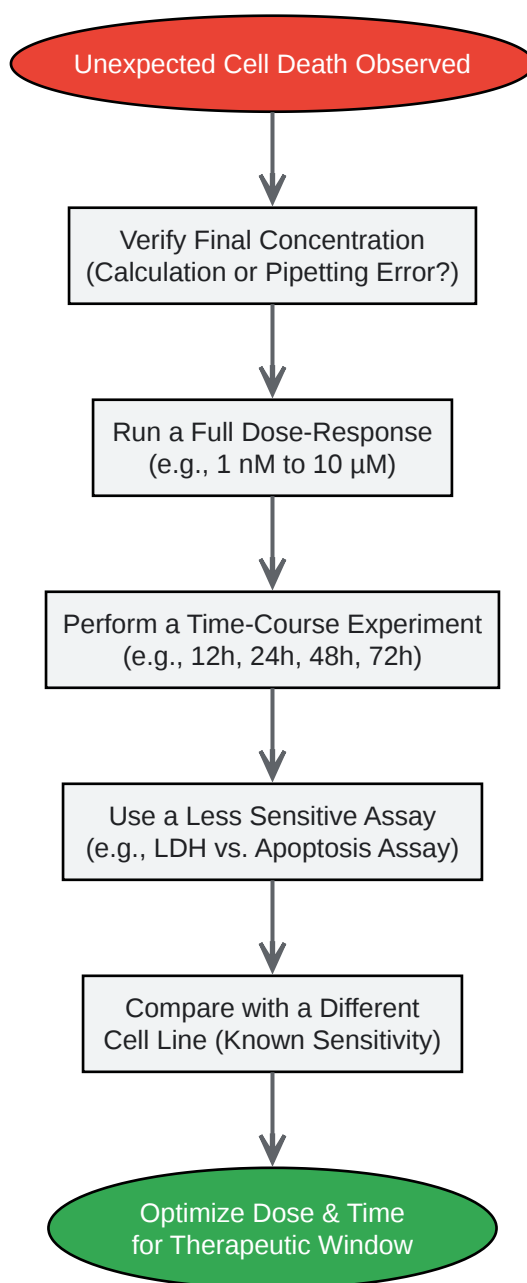 Unexpected Cell Death Observed
Verify Final Concentration
(Calculation or Pipetting Error?)
Run a Full Dose-Response
(e.g., 1 nM to 10 µM)
Perform a Time-Course Experiment
(e.g., 12h, 24h, 48h, 72h)
Use a Less Sensitive Assay
(e.g., LDH vs. Apoptosis Assay)
Compare with a Different
Cell Line (Known Sensitivity)
Optimize Dose & Time
for Therapeutic Window